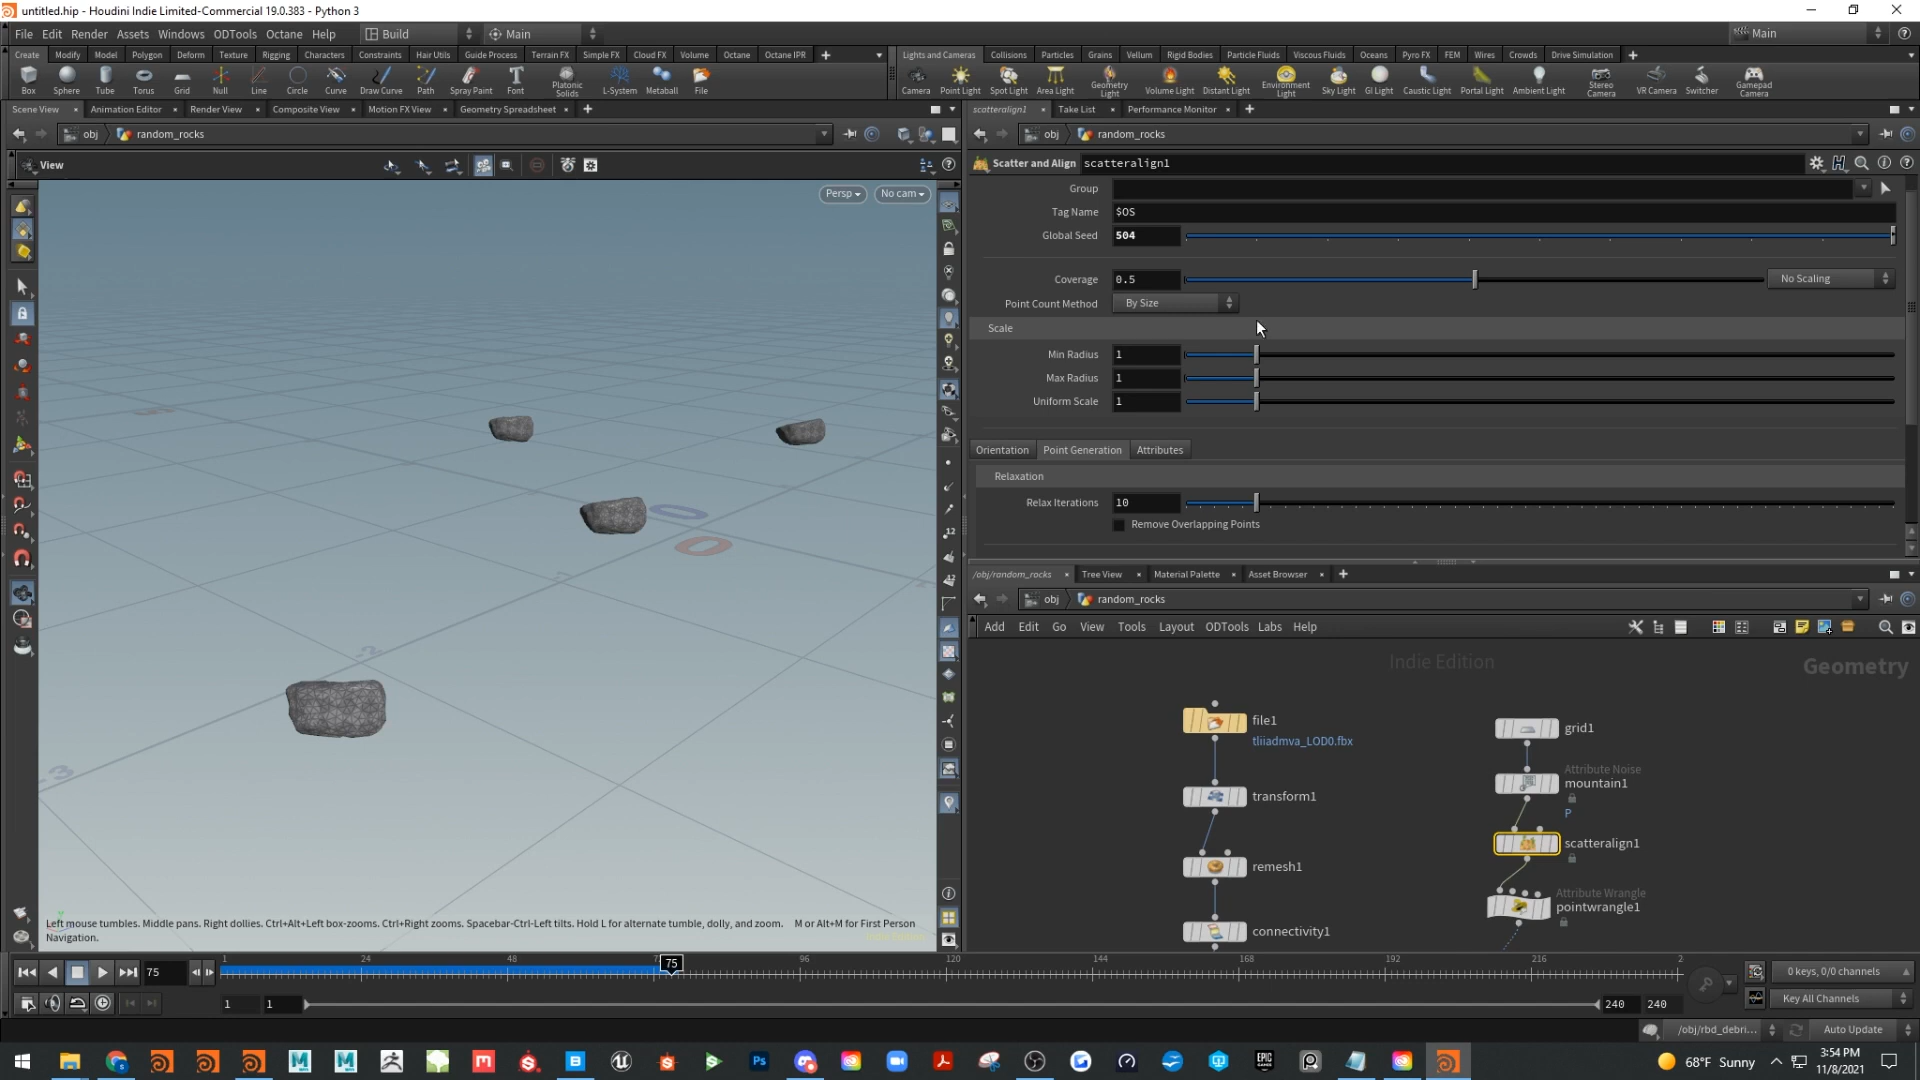 untitled.hip - Houdini Indie Limited-Commercial 19.0.383 - Python 3
File Edit Render Assets Windows ODTools Octane Help Build Main Main
Create Modify Model Polygon Deform Texture Rigging Characters Constraints Hair Utils Guide Process Terrain FX Simple FX Cloud FX Volume Octane Octane IPR
Lights and Cameras Collisions Particles Grains Vellum Rigid Bodies Particle Fluids Viscous Fluids Oceans Pyro FX FEM Wires Crowds Drive Simulation
Box Sphere Tube Torus Grid Null Line Circle Curve Draw Curve Path Spray Paint Font Platonic Solids L-System Metaball File
Camera Point Light Spot Light Area Light Geometry Light Volume Light Distant Light Environment Light Sky Light GI Light Caustic Light Portal Light Ambient Light Stereo Camera VR Camera Switcher Gamepad Camera
Scene View Animation Editor Render View Composite View Motion FX View Geometry Spreadsheet
scatteralign1 Take List Performance Monitor
obj random_rocks
obj random_rocks
View
Persp No cam
Scatter and Align scatteralign1
Group
Tag Name $OS
Global Seed 504
Coverage 0.5 No Scaling
Point Count Method By Size
Scale
Min Radius 1
Max Radius 1
Uniform Scale 1
Orientation Point Generation Attributes
Relaxation
Relax Iterations 10
Remove Overlapping Points
/obj/random_rocks Tree View Material Palette Asset Browser
obj random_rocks
Add Edit Go View Tools Layout ODTools Labs Help
Indie Edition
Geometry
file1
tliiadmva_LOD0.fbx
transform1
remesh1
connectivity1
grid1
Attribute Noise
mountain1
P
scatteralign1
Attribute Wrangle
pointwrangle1
Left mouse tumbles. Middle pans. Right dollies. Ctrl+Alt+Left box-zooms. Ctrl+Right zooms. Spacebar-Ctrl-Left tilts. Hold L for alternate tumble, dolly, and zoom. M or Alt+M for First Person
Navigation.
75 1 24 48 75 96 120 144 168 192 216 2
0 keys, 0/0 channels
1 1 240 240 Key All Channels
/obj/rbd_debri... Auto Update
68°F Sunny
3:54 PM
11/8/2021